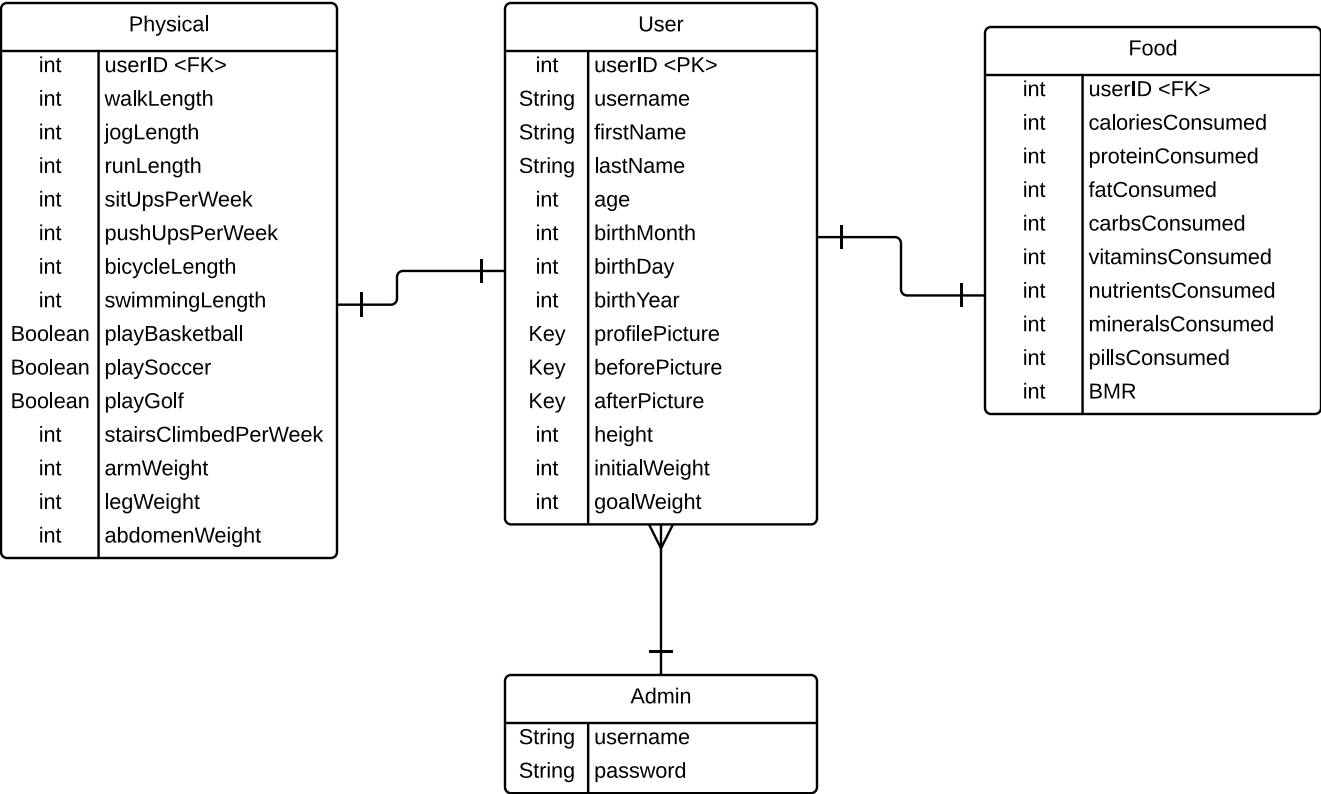 Physical
int userID <FK>
int walkLength
int jogLength
int runLength
int sitUpsPerWeek
int pushUpsPerWeek
int bicycleLength
int swimmingLength
Boolean playBasketball
Boolean playSoccer
Boolean playGolf
int stairsClimbedPerWeek
int armWeight
int legWeight
int abdomenWeight
User
int userID <PK>
String username
String firstName
String lastName
int age
int birthMonth
int birthDay
int birthYear
Key profilePicture
Key beforePicture
Key afterPicture
int height
int initialWeight
int goalWeight
Food
int userID <FK>
int caloriesConsumed
int proteinConsumed
int fatConsumed
int carbsConsumed
int vitaminsConsumed
int nutrientsConsumed
int mineralsConsumed
int pillsConsumed
int BMR
Admin
String username
String password